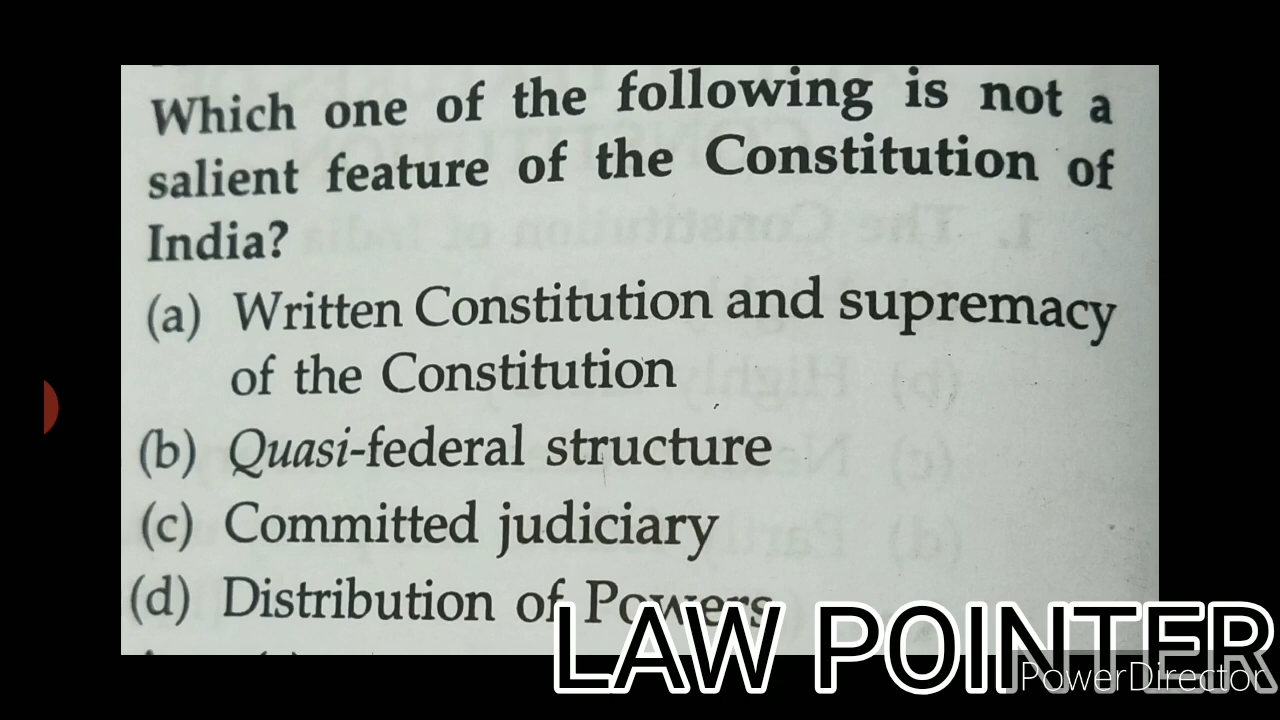 Which one of the following is not a
salient feature of the Constitution of
India?
(a) Written Constitution and supremacy
of the Constitution
(b) Quasi-federal structure
(c) Committed judiciary
(d) Distribution of Powers
LAW POINTER
PowerDirector